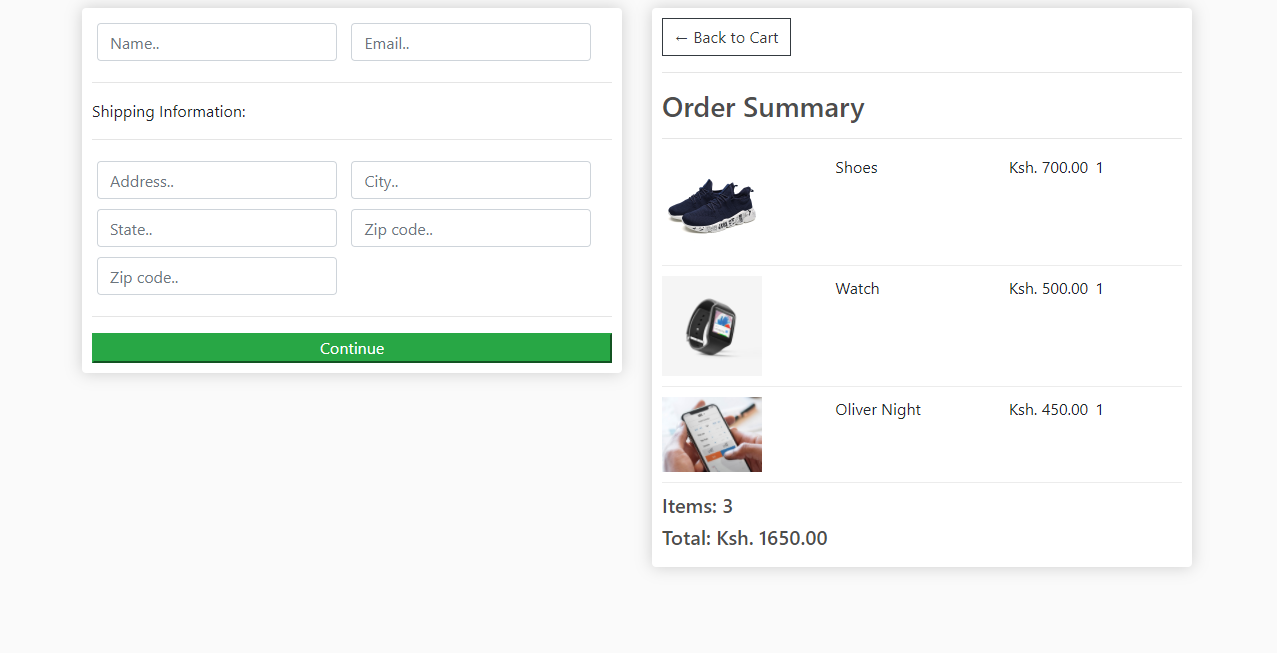 Name..
Email..
Shipping Information:
Address..
City..
State..
Zip code..
Zip code..
Continue
← Back to Cart
Order Summary
Shoes Ksh. 700.00 1
Watch Ksh. 500.00 1
Oliver Night Ksh. 450.00 1
Items: 3
Total: Ksh. 1650.00